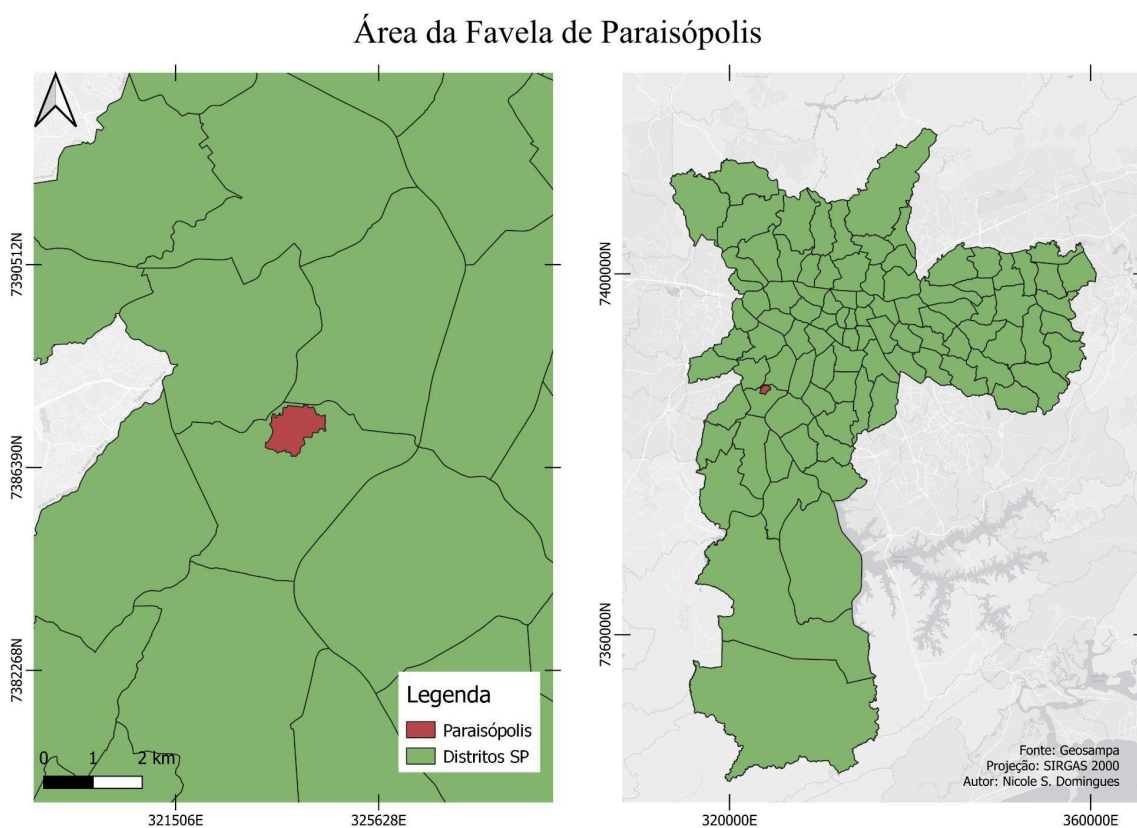 Área da Favela de Paraisópolis
7390512N
7386390N
7382268N
321506E
325628E
0 1 2 km
Legenda
Paraisópolis
Distritos SP
7400000N
7360000N
320000E
360000E
Fonte: Geosampa
Projeção: SIRGAS 2000
Autor: Nicole S. Domingues